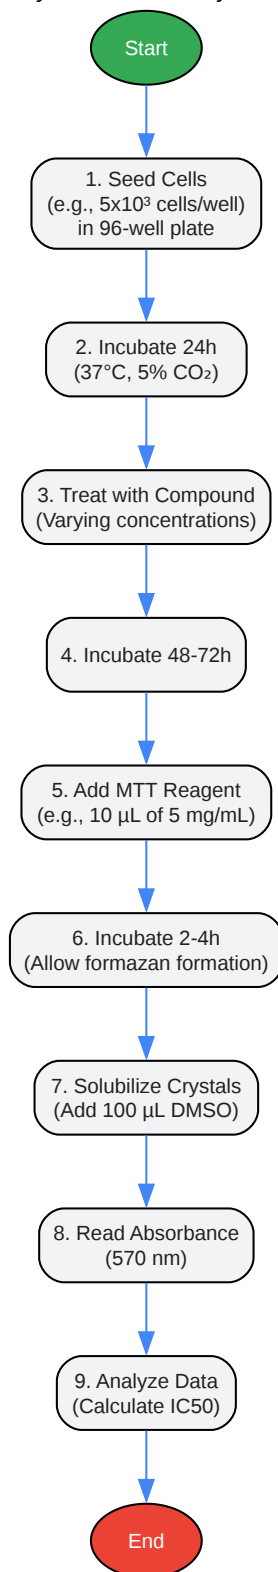 Start
1. Seed Cells
(e.g., 5x10³ cells/well)
in 96-well plate
2. Incubate 24h
(37°C, 5% CO₂)
3. Treat with Compound
(Varying concentrations)
4. Incubate 48-72h
5. Add MTT Reagent
(e.g., 10 µL of 5 mg/mL)
6. Incubate 2-4h
(Allow formazan formation)
7. Solubilize Crystals
(Add 100 µL DMSO)
8. Read Absorbance
(570 nm)
9. Analyze Data
(Calculate IC50)
End